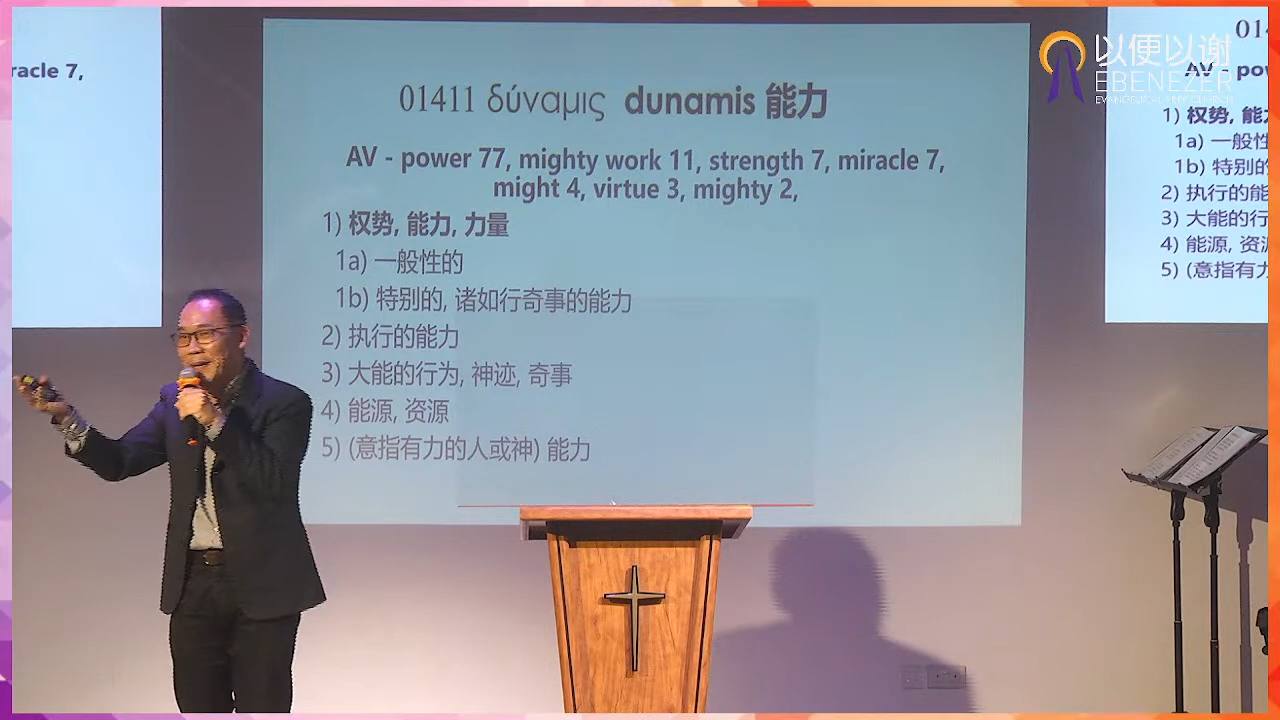 01411 δύναμις dunamis 能力
AV - power 77, mighty work 11, strength 7, miracle 7,
might 4, virtue 3, mighty 2,
1) 权势, 能力, 力量
1a) 一般性的
1b) 特别的, 诸如行奇事的能力
2) 执行的能力
3) 大能的行为, 神迹, 奇事
4) 能源, 资源
5) (意指有力的人或神) 能力
racle 7,
以便以谢
EBENEZER
014
AV - pow
1) 权势, 能
1a) 一般性
1b) 特别的
2) 执行的能
3) 大能的行
4) 能源, 资
5) (意指有力